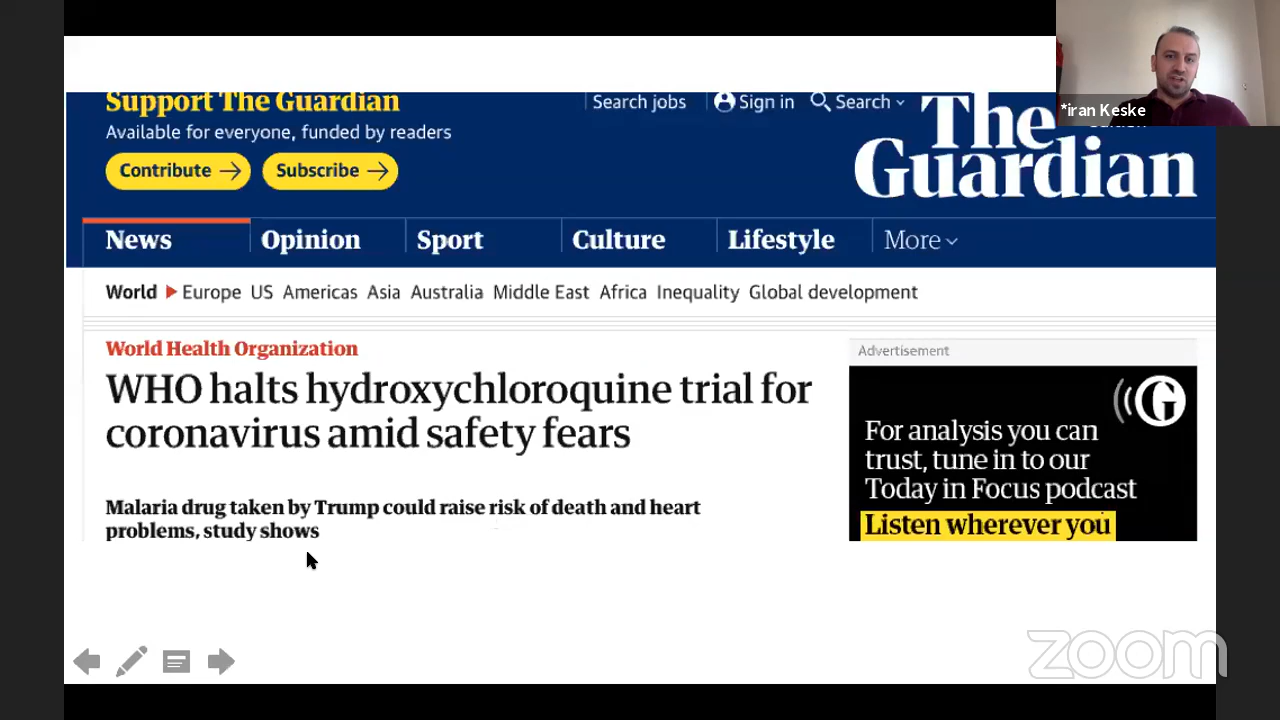 Support The Guardian
Available for everyone, funded by readers
Contribute
Subscribe
Search jobs
Sign in
Search
The
Guardian
*iran Keske
News
Opinion
Sport
Culture
Lifestyle
More
World Europe US Americas Asia Australia Middle East Africa Inequality Global development
World Health Organization
WHO halts hydroxychloroquine trial for
coronavirus amid safety fears
Malaria drug taken by Trump could raise risk of death and heart
problems, study shows
Advertisement
G
For analysis you can
trust, tune in to our
Today in Focus podcast
Listen wherever you
zoom